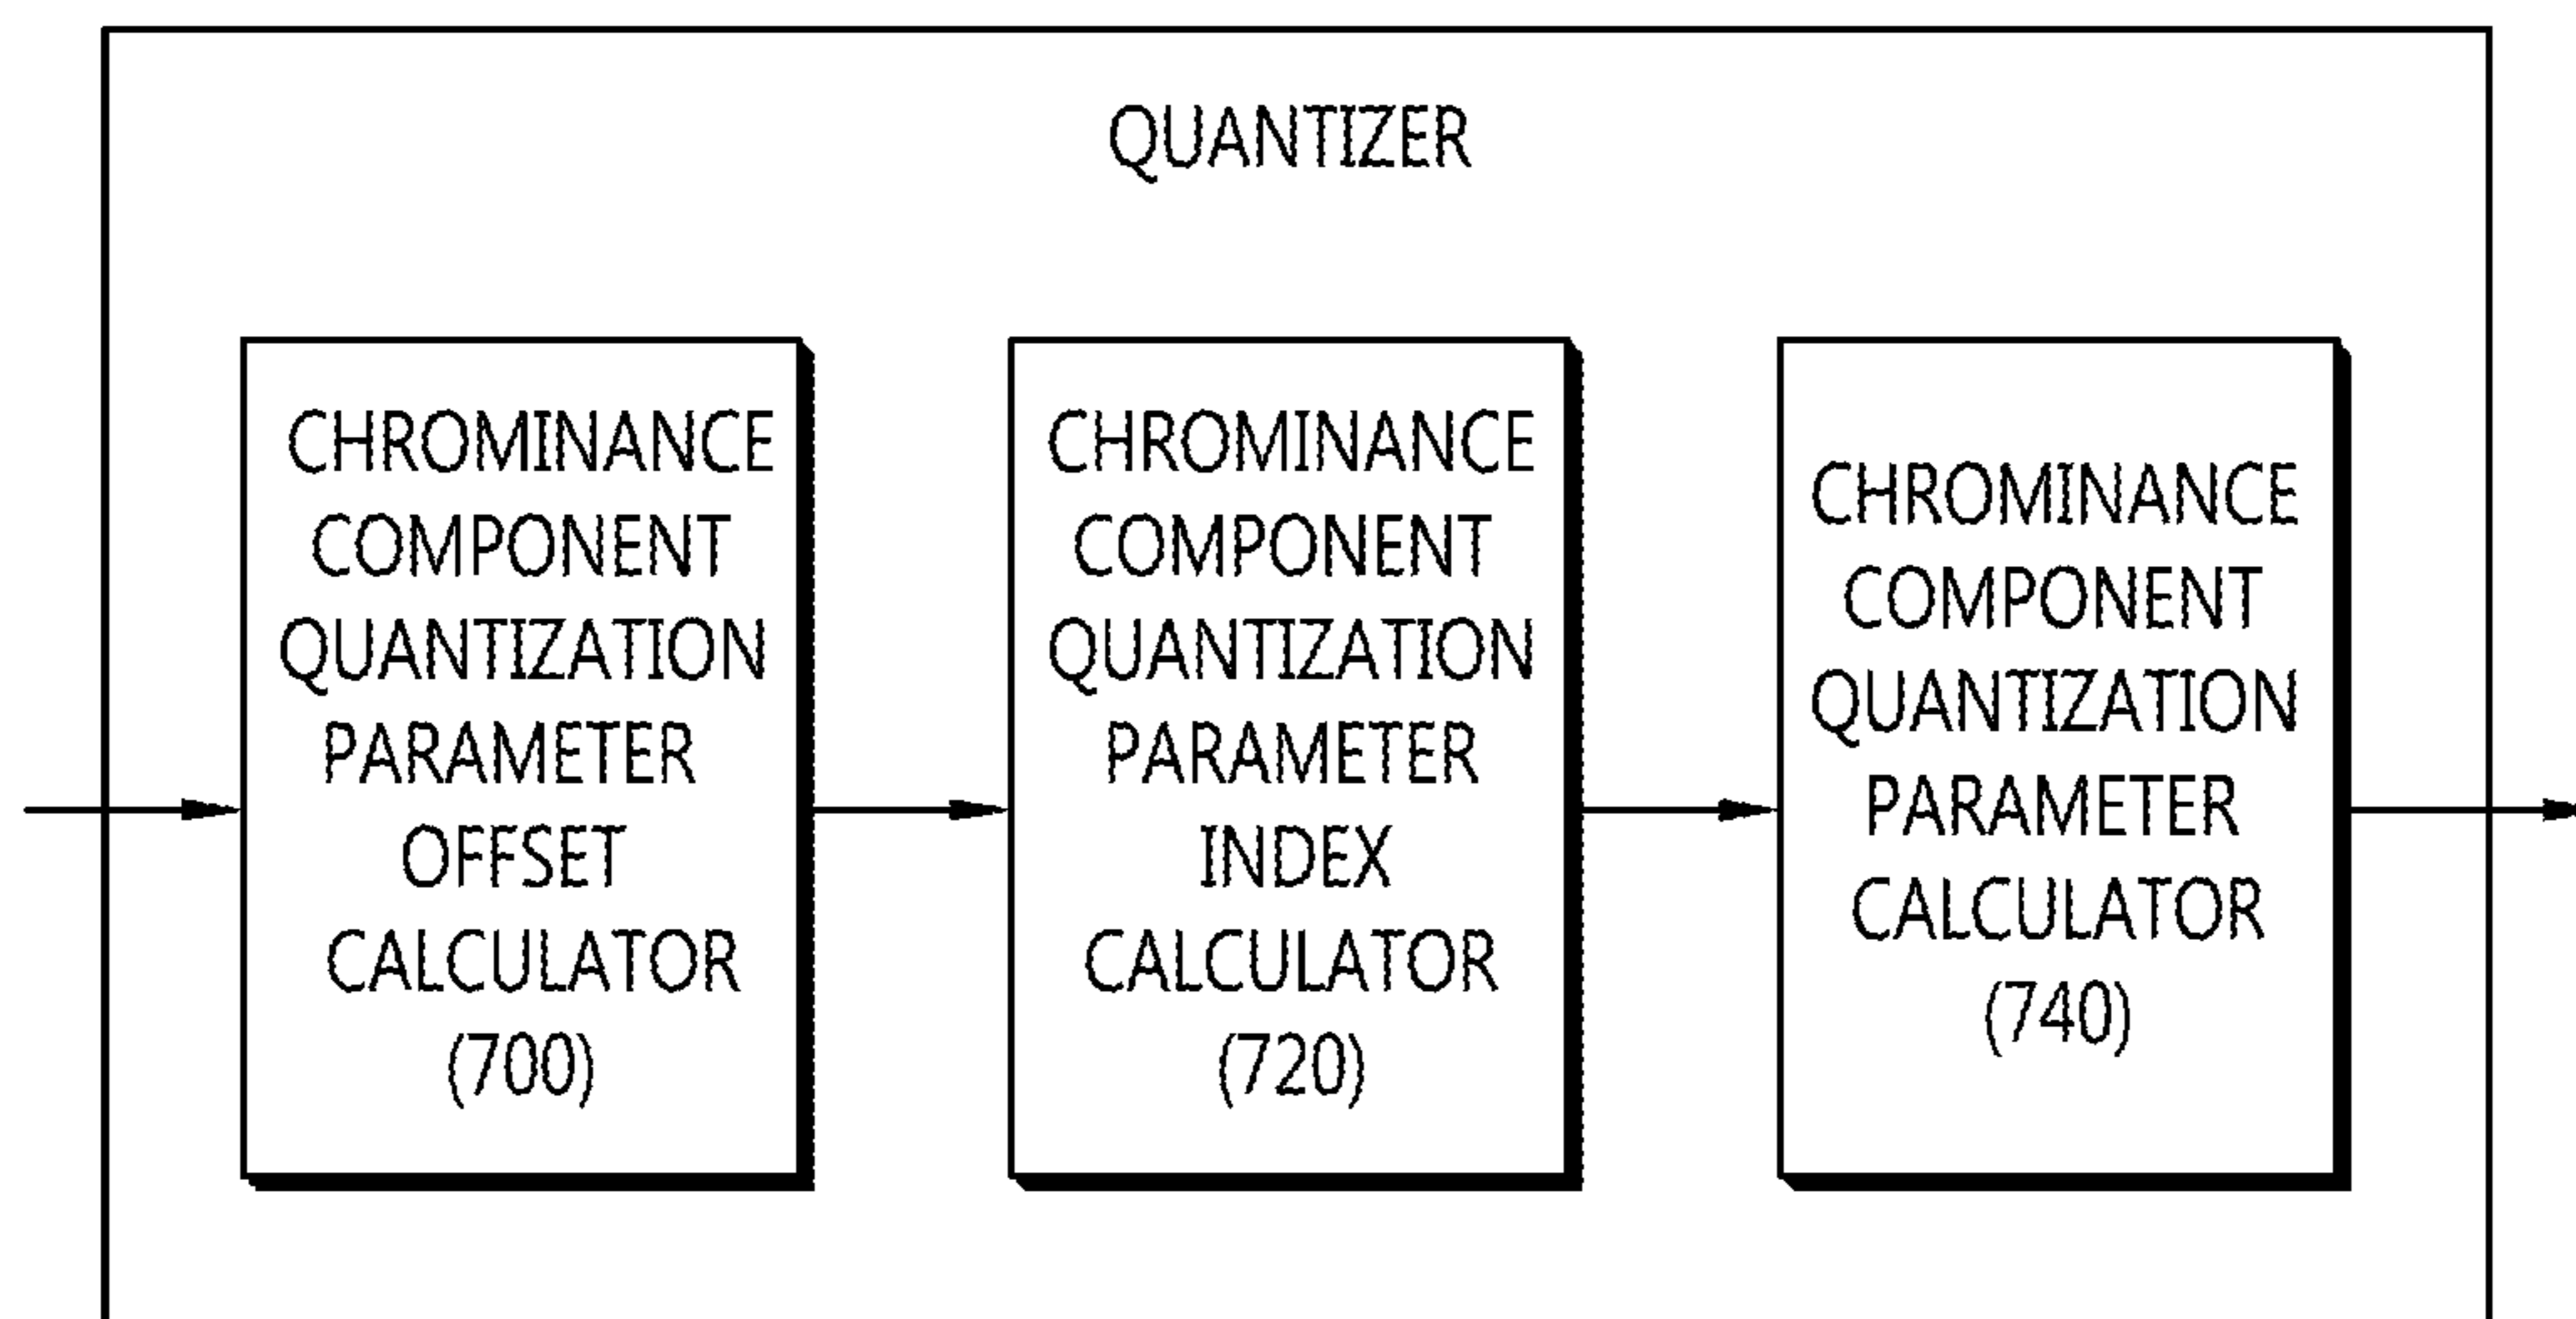 QUANTIZER
CHROMINANCE
COMPONENT
QUANTIZATION
PARAMETER
OFFSET
CALCULATOR
(700)
CHROMINANCE
COMPONENT
QUANTIZATION
PARAMETER
INDEX
CALCULATOR
(720)
CHROMINANCE
COMPONENT
QUANTIZATION
PARAMETER
CALCULATOR
(740)